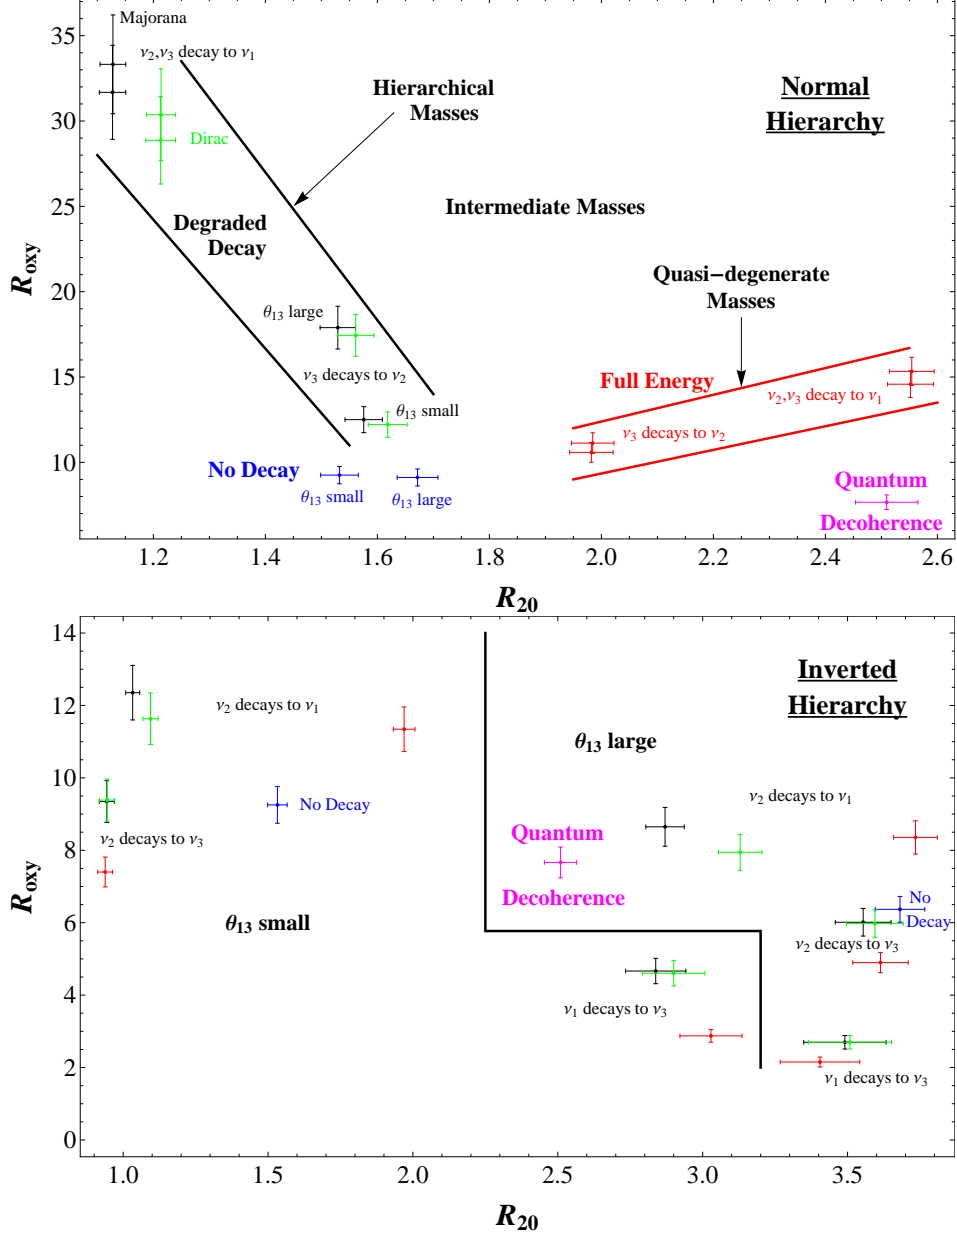 Majorana
ν2,ν3 decay to ν1
Dirac
Hierarchical
Masses
Normal
Hierarchy
Degraded
Decay
Intermediate Masses
Quasi−degenerate
Masses
θ13 large
ν3 decays to ν2
θ13 small
Full Energy
ν2,ν3 decay to ν1
ν3 decays to ν2
No Decay
θ13 small
θ13 large
Quantum
Decoherence
35
30
25
20
15
10
Roxy
1.2
1.4
1.6
1.8
2.0
2.2
2.4
2.6
R20
Inverted
Hierarchy
ν2 decays to ν1
θ13 large
No Decay
ν2 decays to ν1
ν2 decays to ν3
Quantum
Decoherence
No
Decay
θ13 small
ν2 decays to ν3
ν1 decays to ν3
ν1 decays to ν3
14
12
10
8
6
4
2
0
Roxy
1.0
1.5
2.0
2.5
3.0
3.5
R20